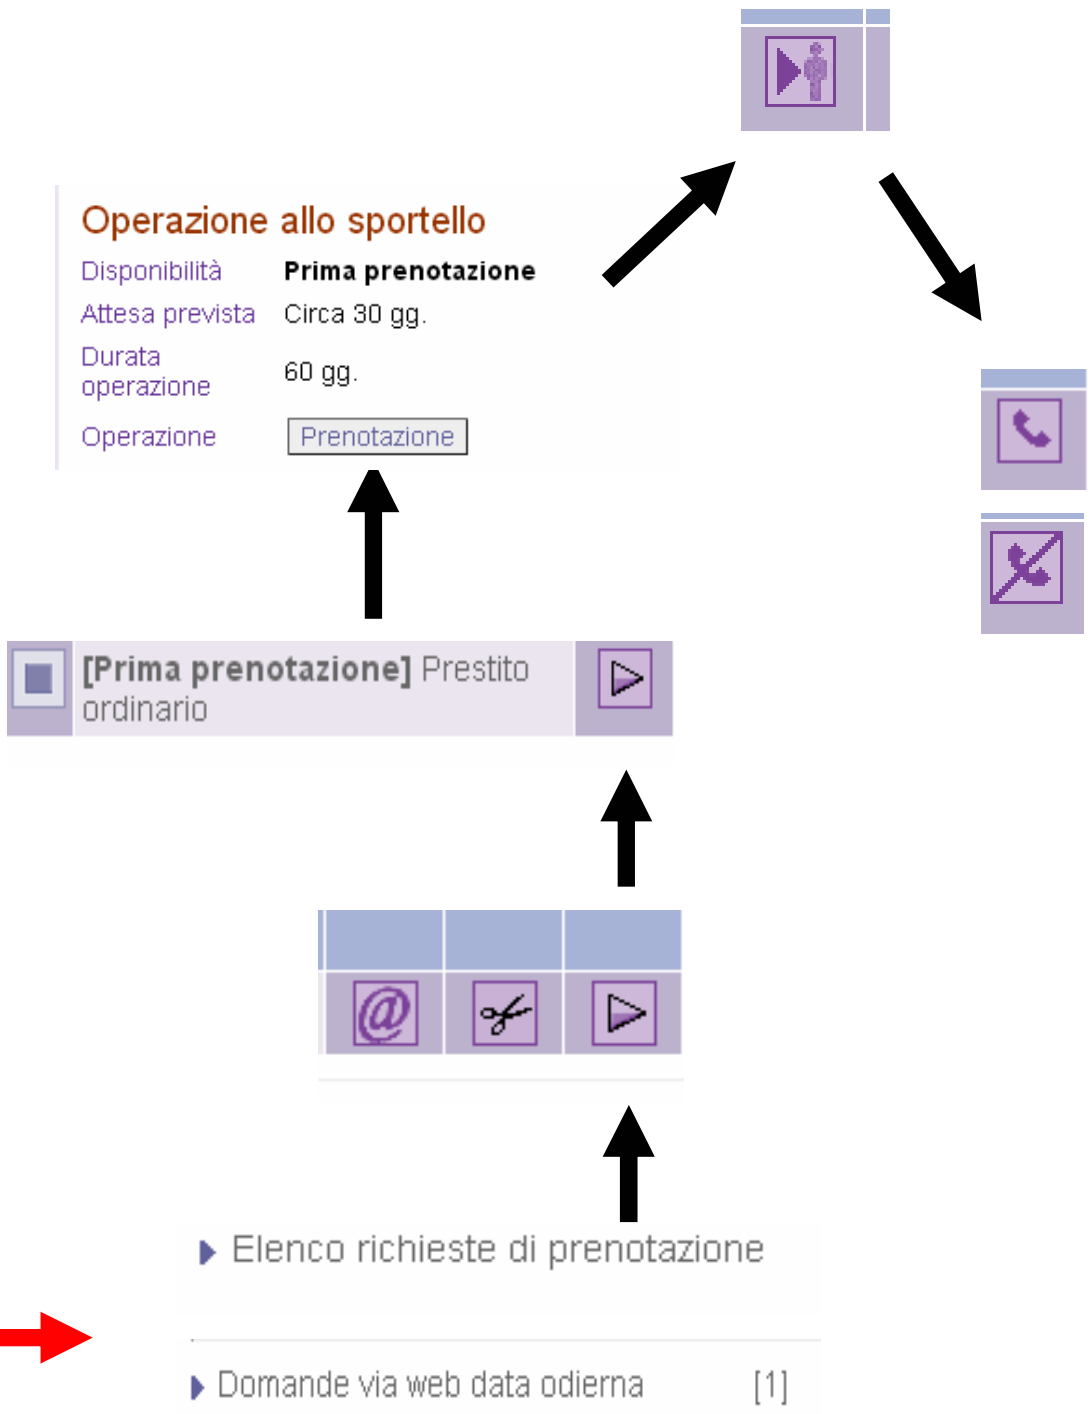 Operazione allo sportello
Disponibilità Prima prenotazione
Attesa prevista Circa 30 gg.
Durata
operazione 60 gg.
Operazione Prenotazione
[Prima prenotazione] Prestito
ordinario
@
Elenco richieste di prenotazione
Domande via web data odierna [1]